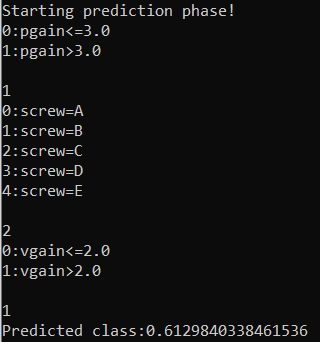 Starting prediction phase!
0:pgain<=3.0
1:pgain>3.0
1
0:screw=A
1:screw=B
2:screw=C
3:screw=D
4:screw=E
2
0:vgain<=2.0
1:vgain>2.0
1
Predicted class:0.6129840338461536